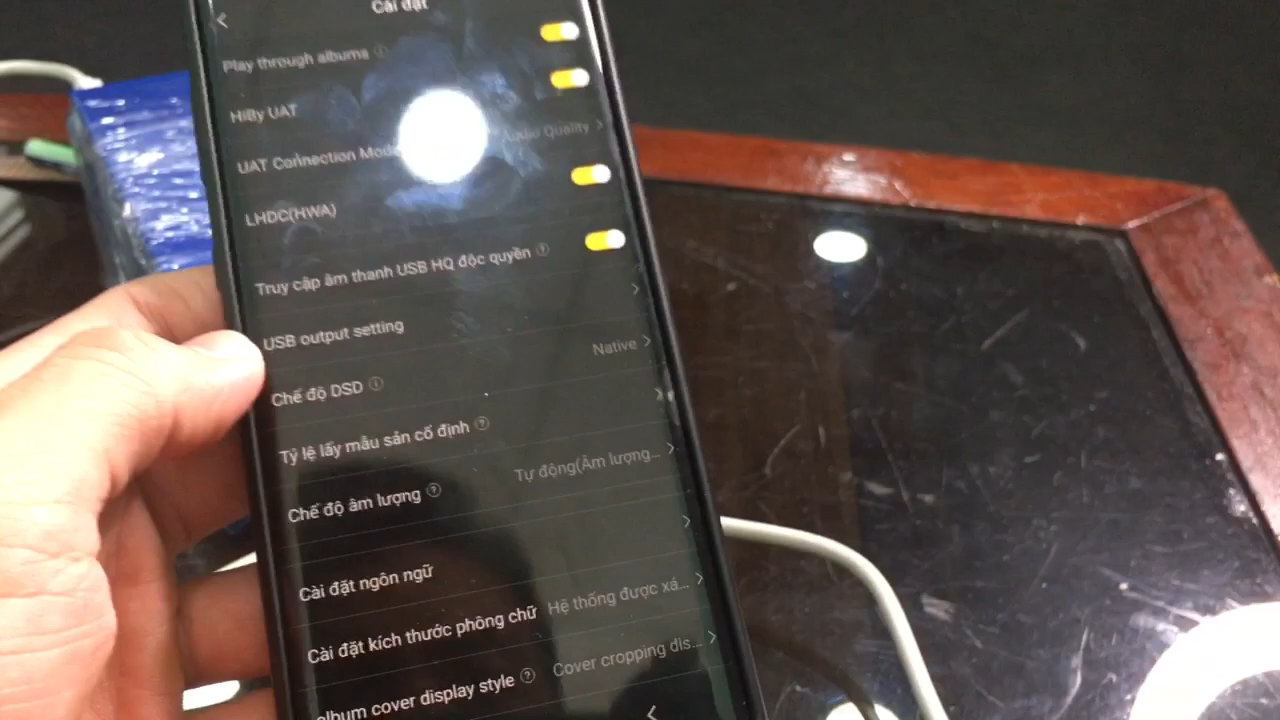 Cài đặt
Play through albums
HiBy UAT
UAT Connection Mode Audio Quality
LHDC(HWA)
Truy cập âm thanh USB HQ độc quyền
USB output setting
Chế độ DSD Native
Tỷ lệ lấy mẫu sản cố định
Chế độ âm lượng Tự động(Âm lượng...
Cài đặt ngôn ngữ
Cài đặt kích thước phông chữ Hệ thống được xá...
album cover display style Cover cropping dis...